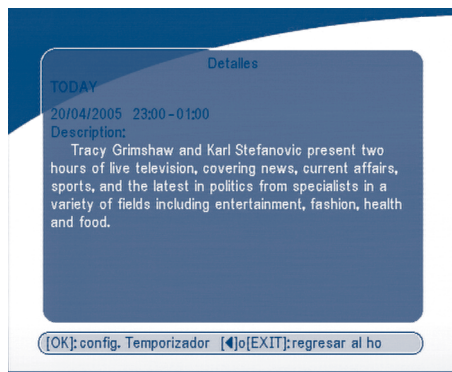 Detalles
TODAY
20/04/2005 23:00-01:00
Description:
Tracy Grimshaw and Karl Stefanovic present two
hours of live television, covering news, current affairs,
sports, and the latest in politics from specialists in a
variety of fields including entertainment, fashion, health
and food.
[OK]: config. Temporizador [◀]o[EXIT]: regresar al ho